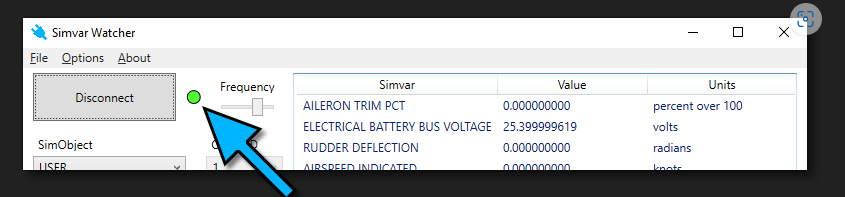 Simvar Watcher
File Options About
Disconnect
Frequency
Simvar Value Units
AILERON TRIM PCT 0.000000000 percent over 100
ELECTRICAL BATTERY BUS VOLTAGE 25.399999619 volts
SimObject
RUDDER DEFLECTION 0.000000000 radians
USER
1
AIRSPEED INDICATED 0.000000000 knots